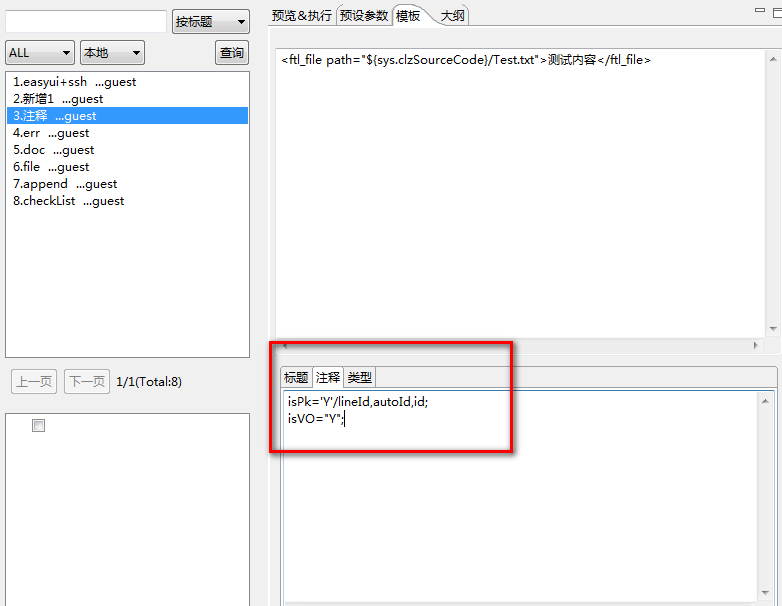 按标题
ALL
本地
查询
1.easyui+ssh ...guest
2.新增1 ...guest
3.注释 ...guest
4.err ...guest
5.doc ...guest
6.file ...guest
7.append ...guest
8.checkList ...guest
上一页
下一页
1/1(Total:8)
预览&执行
预设参数
模板
大纲
<ftl_file path="${sys.clzSourceCode}/Test.txt">测试内容</ftl_file>
标题
注释
类型
isPk='Y'/lineId,autoId,id;
isVO="Y";